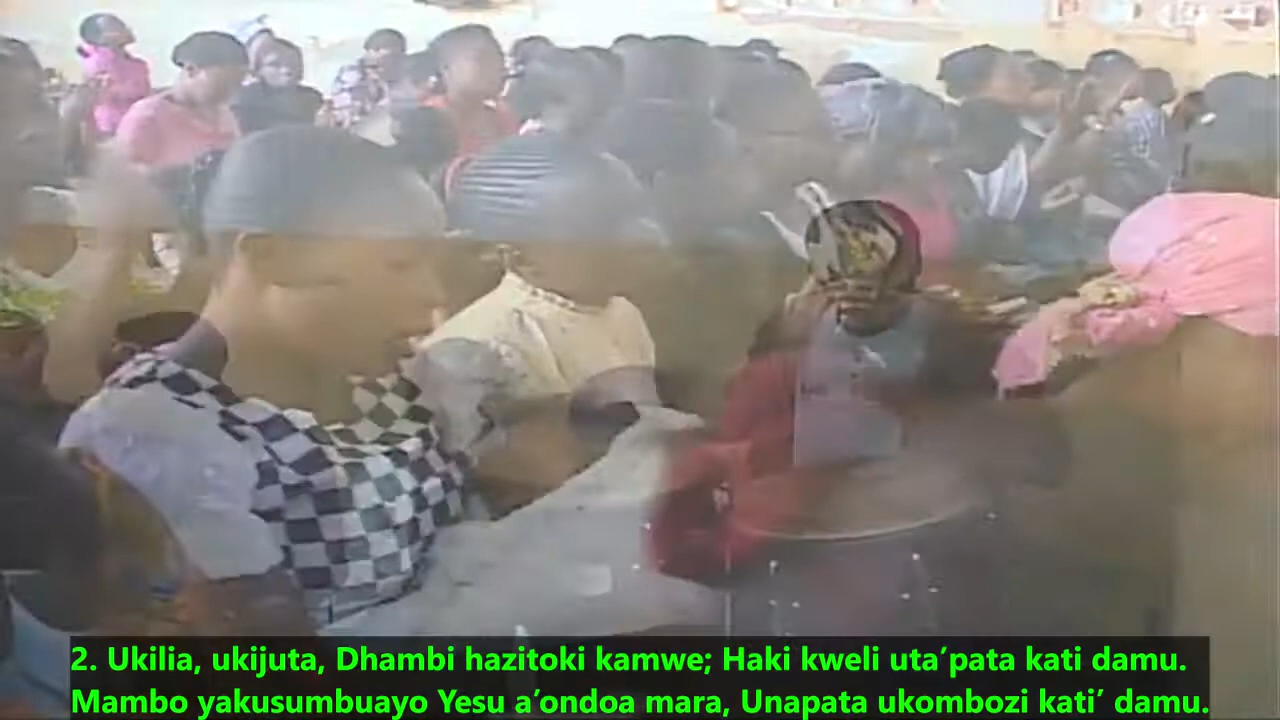 2. Ukilia, ukijuta, Dhambi hazitoki kamwe; Haki kweli uta’pata kati damu.
Mambo yakusumbuayo Yesu a’ondoa mara, Unapata ukombozi kati’ damu.